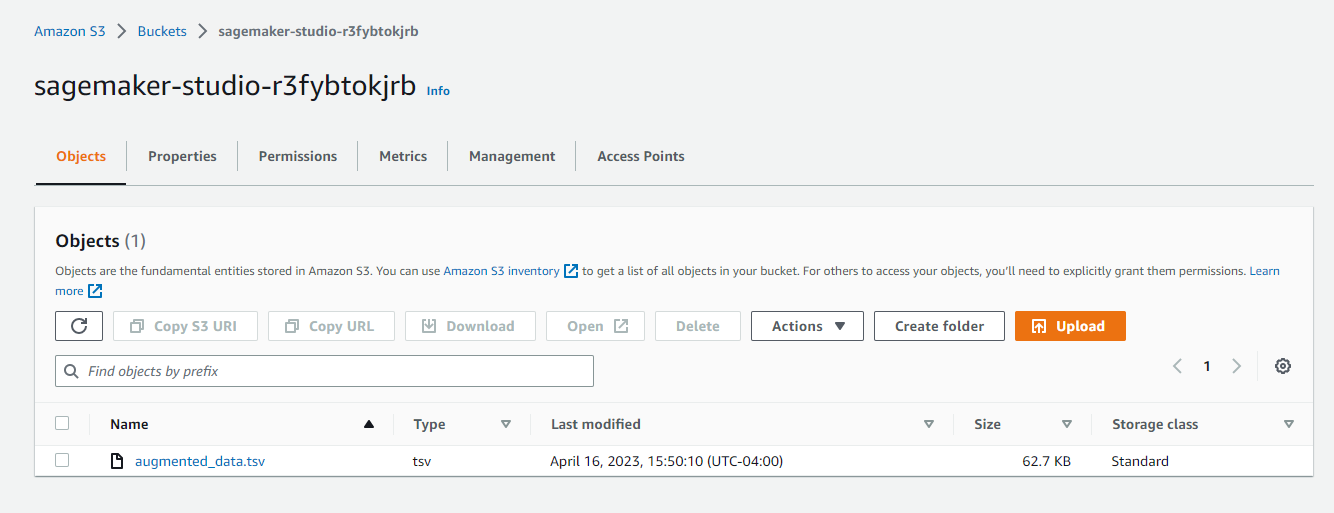 Amazon S3 > Buckets > sagemaker-studio-r3fybtokjrb
sagemaker-studio-r3fybtokjrb Info
Objects Properties Permissions Metrics Management Access Points
Objects (1)
Objects are the fundamental entities stored in Amazon S3. You can use Amazon S3 inventory to get a list of all objects in your bucket. For others to access your objects, you'll need to explicitly grant them permissions. Learn
more
Copy S3 URI Copy URL Download Open Delete Actions Create folder Upload
Find objects by prefix
1
Name Type Last modified Size Storage class
augmented_data.tsv tsv April 16, 2023, 15:50:10 (UTC-04:00) 62.7 KB Standard